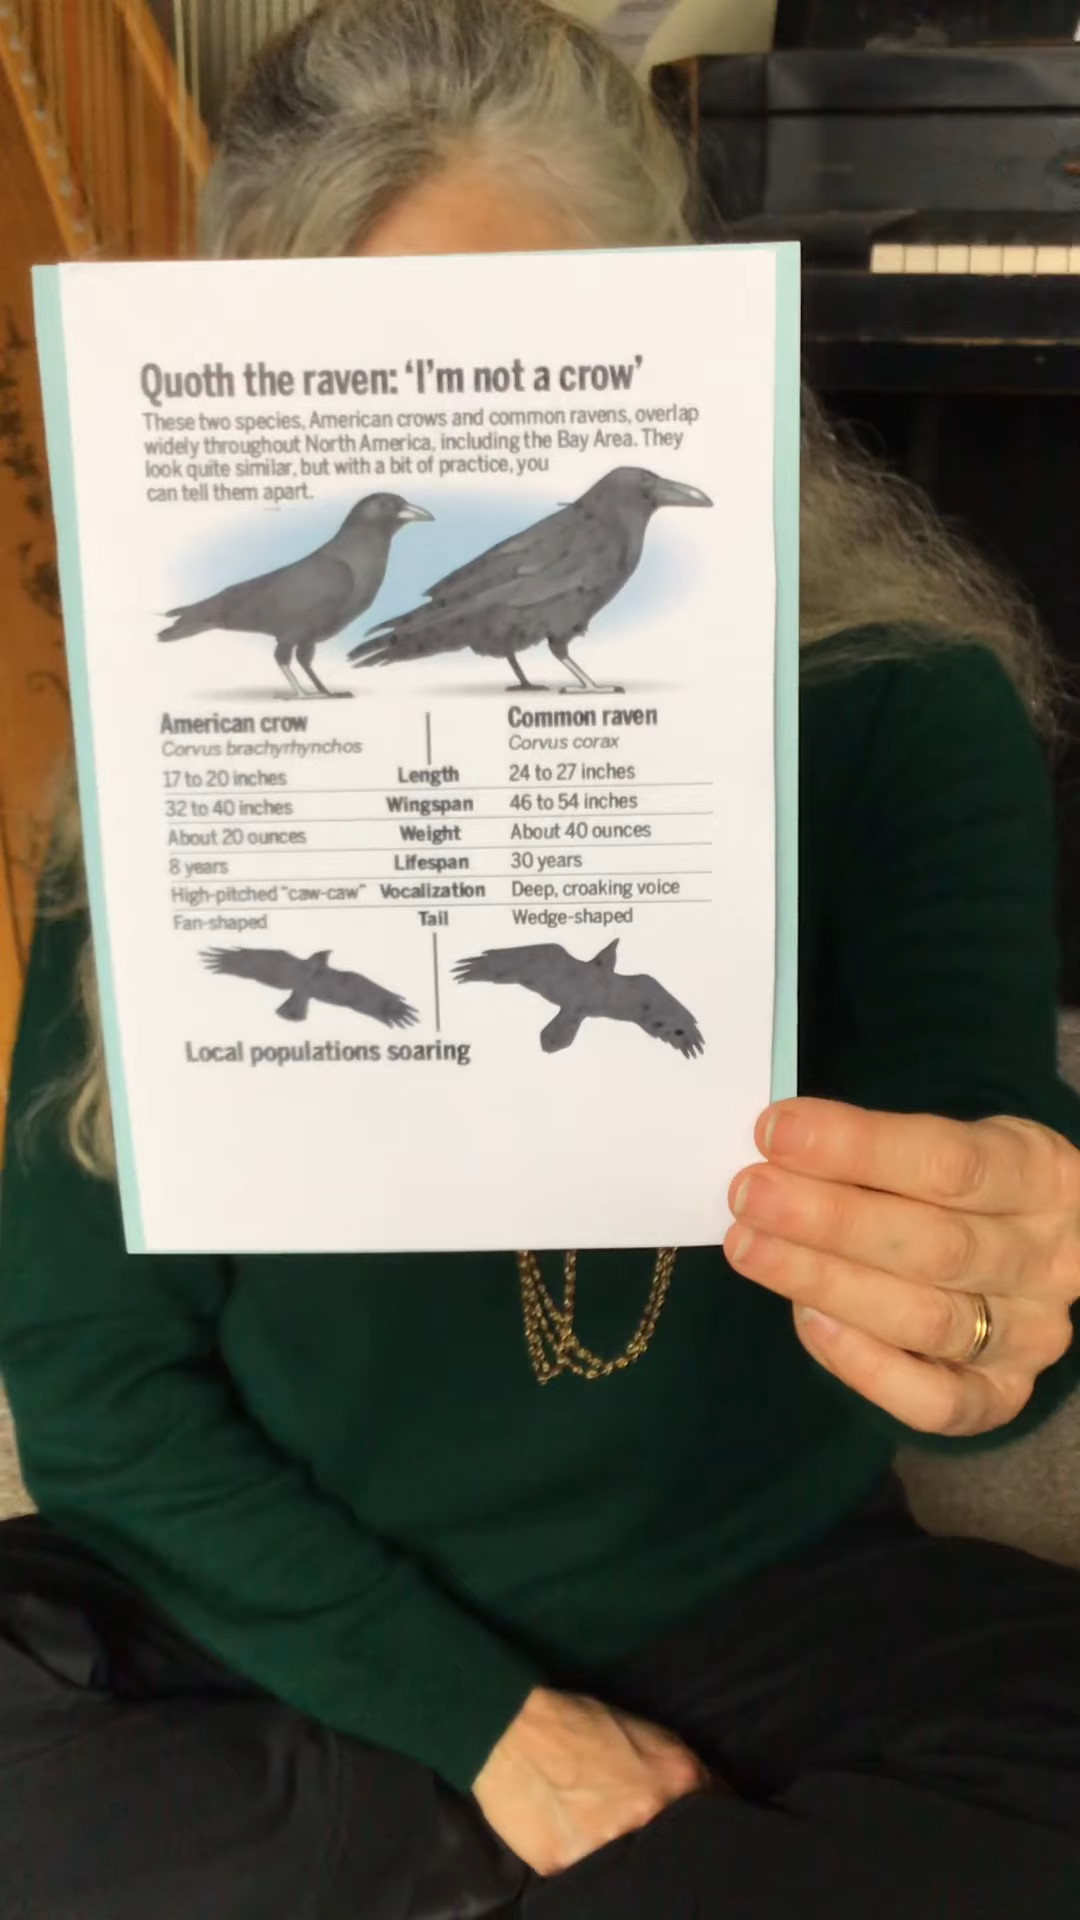 Quoth the raven: ‘I’m not a crow’
These two species, American crows and common ravens, overlap
widely throughout North America, including the Bay Area. They
look quite similar, but with a bit of practice, you
can tell them apart.
American crow Common raven
Corvus brachyrhynchos Corvus corax
17 to 20 inches Length 24 to 27 inches
32 to 40 inches Wingspan 46 to 54 inches
About 20 ounces Weight About 40 ounces
8 years Lifespan 30 years
High-pitched "caw-caw" Vocalization Deep, croaking voice
Fan-shaped Tail Wedge-shaped
Local populations soaring